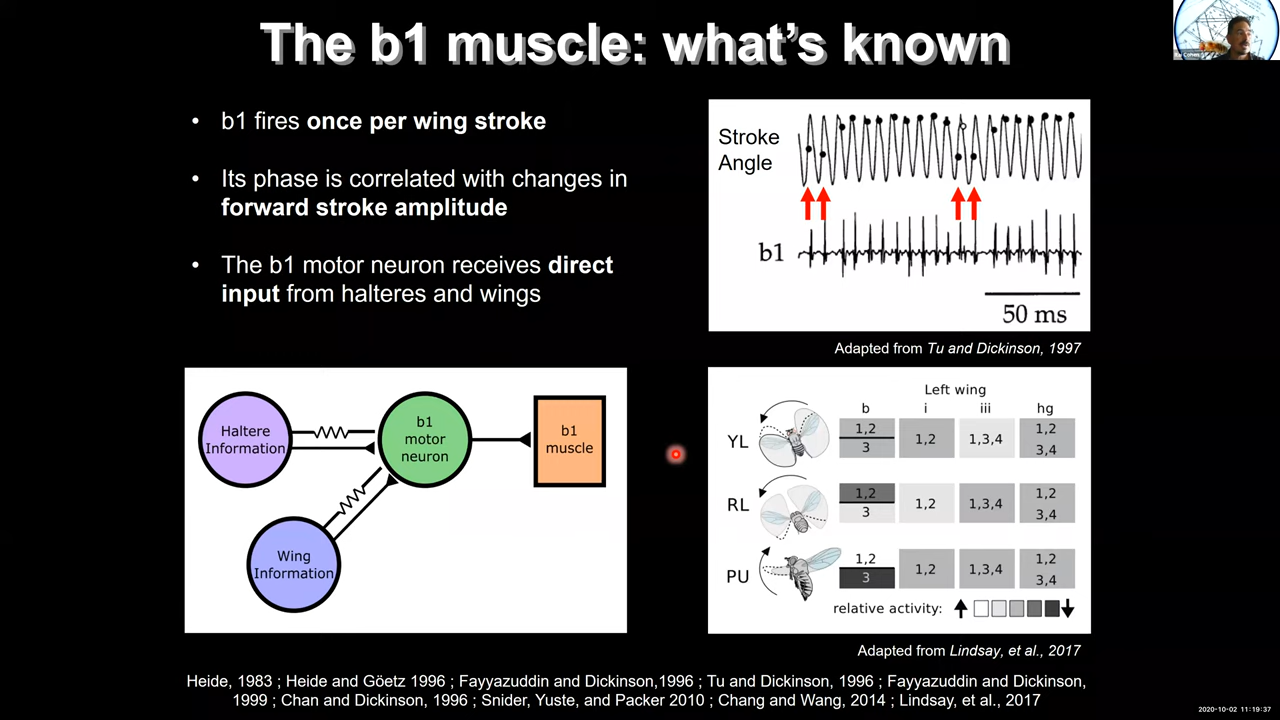 The b1 muscle: what's known
• b1 fires once per wing stroke
• Its phase is correlated with changes in
forward stroke amplitude
• The b1 motor neuron receives direct
input from halteres and wings
Stroke
Angle
b1
50 ms
Adapted from Tu and Dickinson, 1997
Haltere
Information
b1
motor
neuron
b1
muscle
Wing
Information
Left wing
b i iii hg
YL
1,2
3
1,2
1,3,4
1,2
3,4
RL
1,2
3
1,2
1,3,4
1,2
3,4
PU
1,2
3
1,2
1,3,4
1,2
3,4
relative activity:
Adapted from Lindsay, et al., 2017
Heide, 1983 ; Heide and Göetz 1996 ; Fayyazuddin and Dickinson,1996 ; Tu and Dickinson, 1996 ; Fayyazuddin and Dickinson,
1999 ; Chan and Dickinson, 1996 ; Snider, Yuste, and Packer 2010 ; Chang and Wang, 2014 ; Lindsay, et al., 2017
2020-10-02 11:19:37